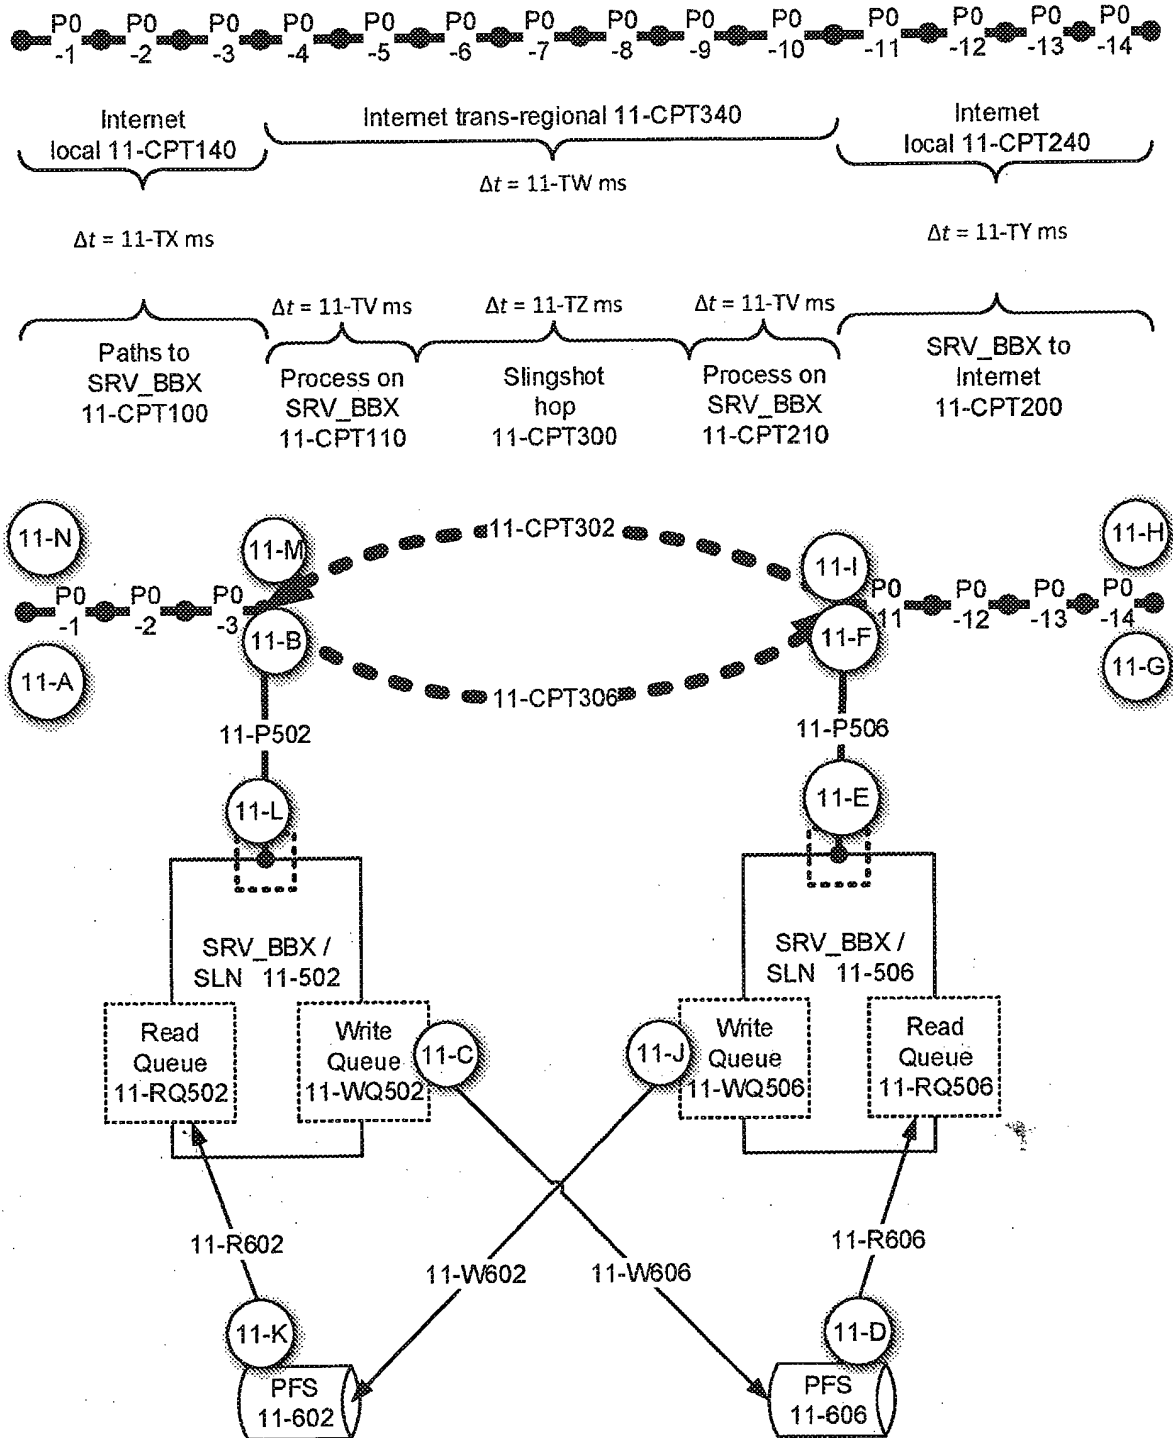 P0 P0 P0 P0 P0 P0 P0 P0 P0 P0 P0 P0 P0 P0
-1 -2 -3 -4 -5 -6 -7 -8 -9 -10 -11 -12 -13 -14
Internet
local 11-CPT140
Internet trans-regional 11-CPT340
Internet
local 11-CPT240
Δt = 11-TW ms
Δt = 11-TX ms
Δt = 11-TY ms
Δt = 11-TV ms
Δt = 11-TZ ms
Δt = 11-TV ms
Paths to
SRV_BBX
11-CPT100
Process on
SRV_BBX
11-CPT110
Slingshot
hop
11-CPT300
Process on
SRV_BBX
11-CPT210
SRV_BBX to
Internet
11-CPT200
11-N
11-M
11-CPT302
11-I
11-H
P0 P0 P0
-1 -2 -3
P0 P0 P0 P0
11 -12 -13 -14
11-A
11-B
11-CPT306
11-F
11-G
11-P502
11-P506
11-L
11-E
SRV_BBX /
SLN 11-502
SRV_BBX /
SLN 11-506
Read
Queue
11-RQ502
Write
Queue
11-WQ502
11-C
11-J
Write
Queue
11-WQ506
Read
Queue
11-RQ506
11-R602
11-W602
11-W606
11-R606
11-K
11-D
PFS
11-602
PFS
11-606